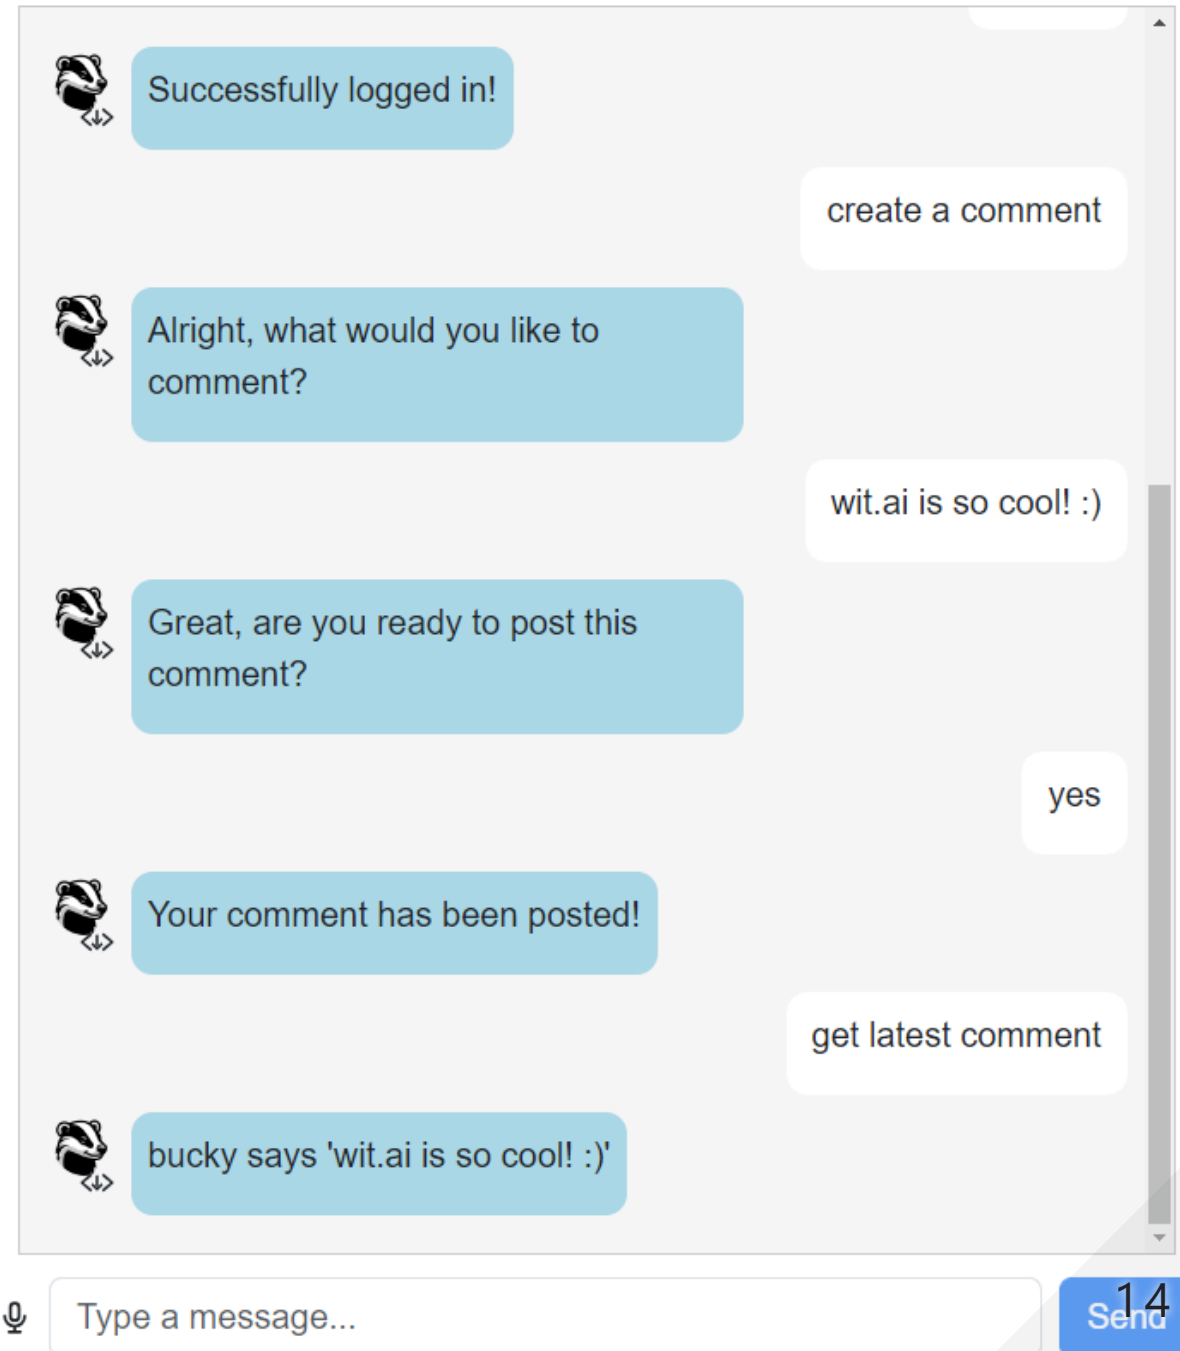 Successfully logged in!
create a comment
Alright, what would you like to
comment?
wit.ai is so cool! :)
Great, are you ready to post this
comment?
yes
Your comment has been posted!
get latest comment
bucky says 'wit.ai is so cool! :)'
Type a message...
Send
14